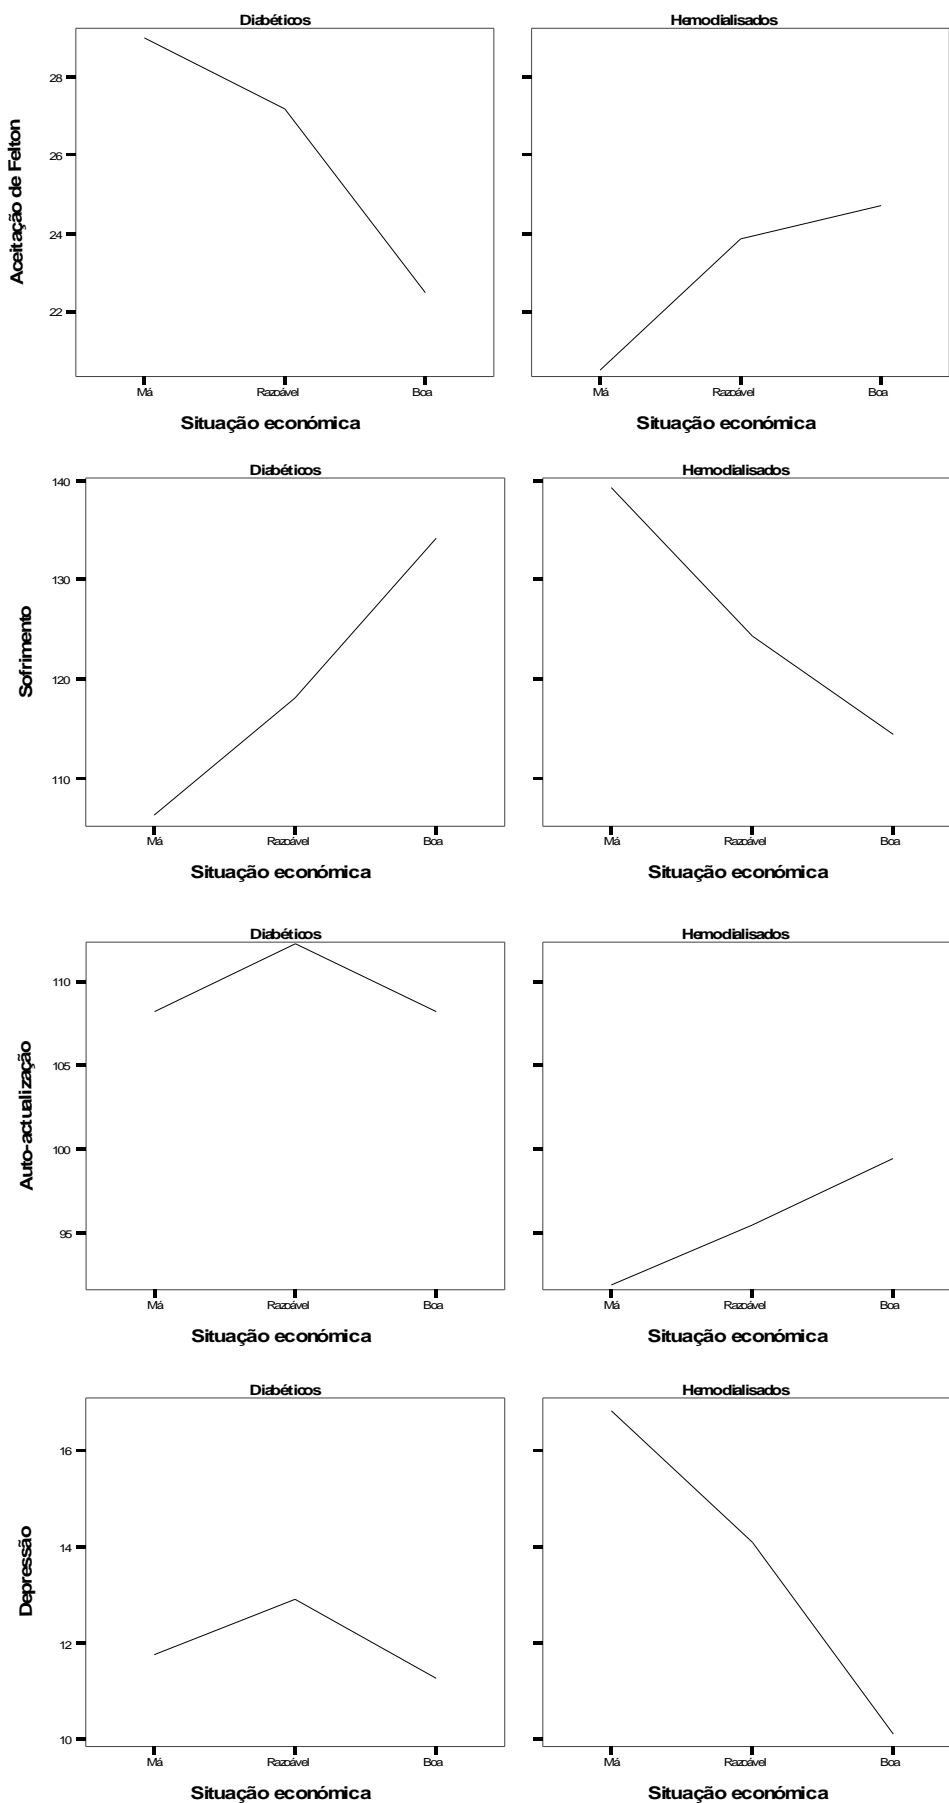 Diabéticos
Hemodialisados
Aceitação de Felton
28
26
24
22
Má Razoável Boa
Má Razoável Boa
Situação económica
Situação económica
Diabéticos
Hemodialisados
Sofrimento
140
130
120
110
Má Razoável Boa
Má Razoável Boa
Situação económica
Situação económica
Diabéticos
Hemodialisados
Auto-actualização
110
105
100
95
Má Razoável Boa
Má Razoável Boa
Situação económica
Situação económica
Diabéticos
Hemodialisados
Depressão
16
14
12
10
Má Razoável Boa
Má Razoável Boa
Situação económica
Situação económica